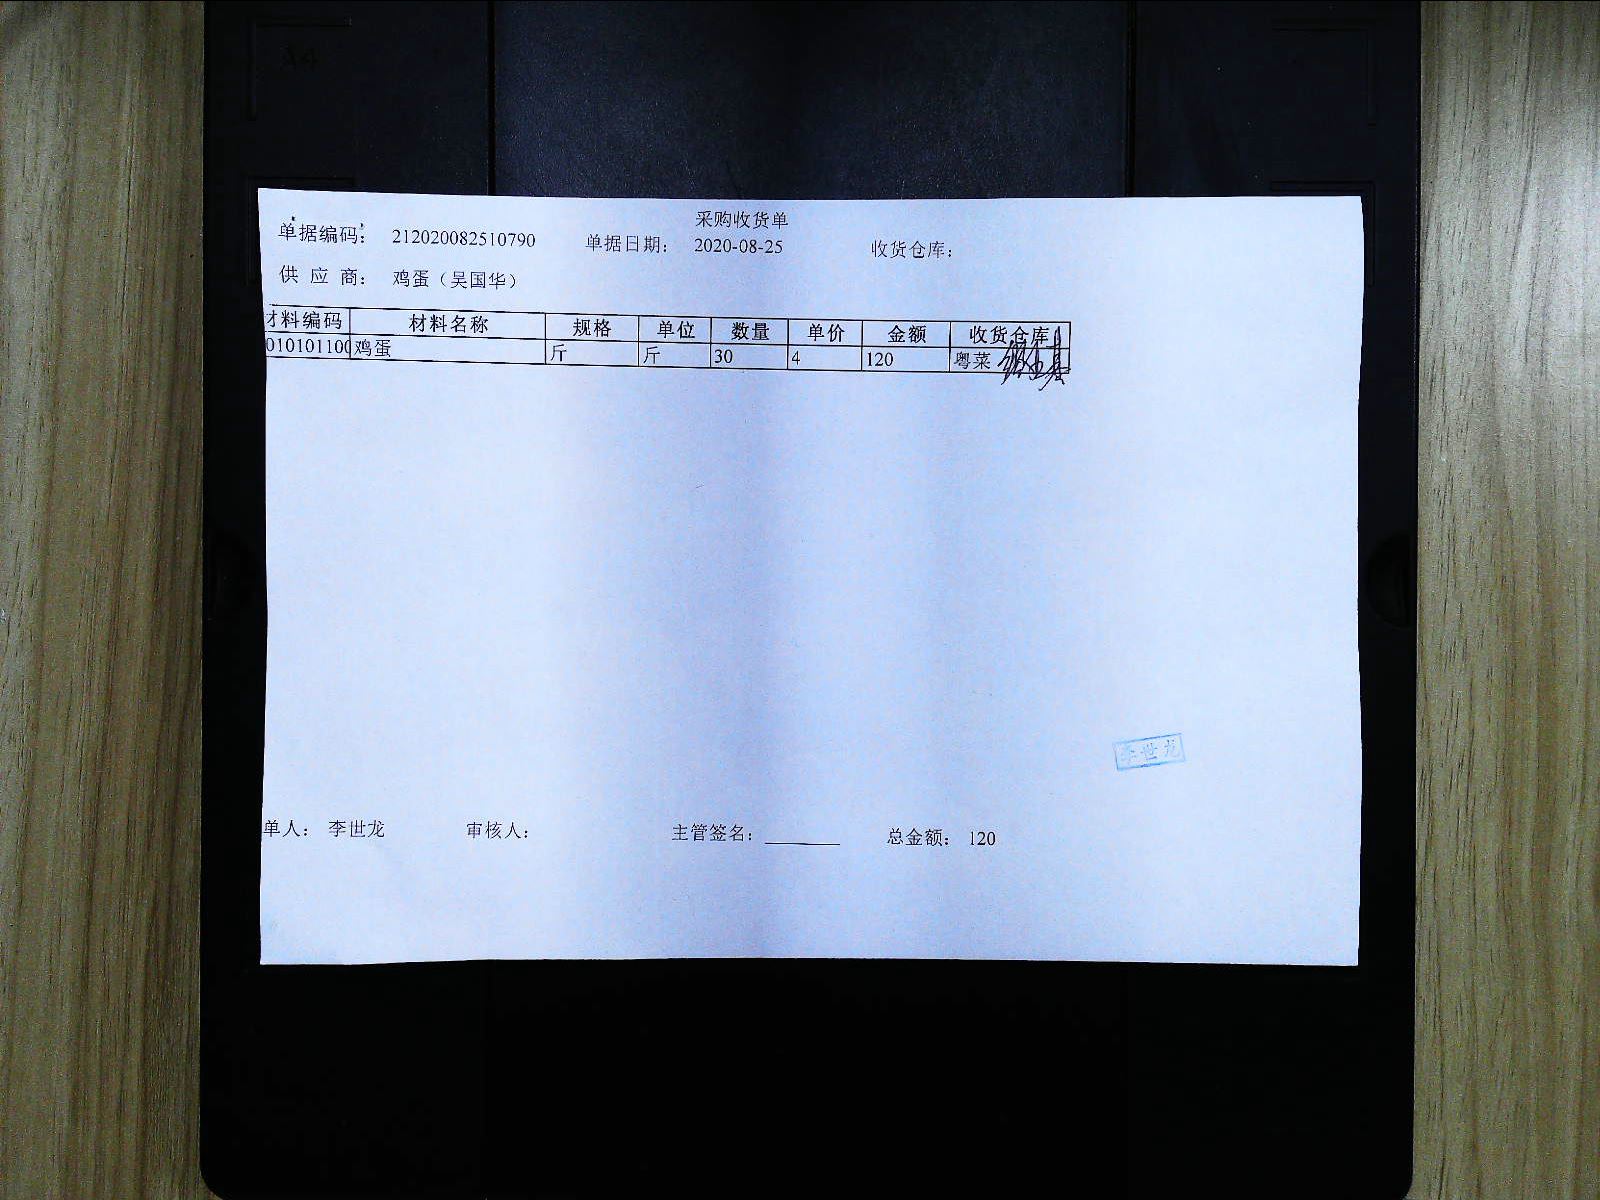 采购收货单
单据编码: 212020082510790 单据日期: 2020-08-25 收货仓库:
供 应 商: 鸡蛋（吴国华）
材料编码 材料名称 规格 单位 数量 单价 金额 收货仓库
010101100 鸡蛋 斤 斤 30 4 120 粤菜
李世龙
单人: 李世龙 审核人: 主管签名: 总金额: 120